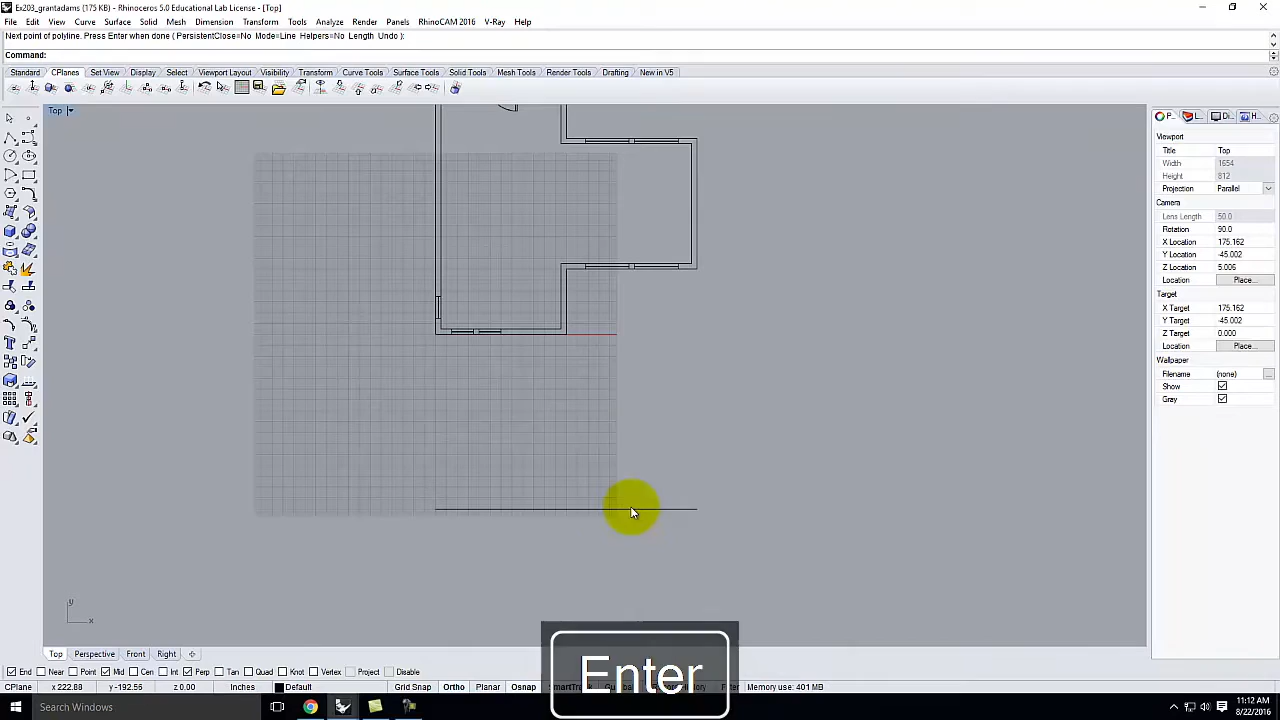 Ex203_grantadams (175 KB) - Rhinoceros 5.0 Educational Lab License - [Top]
File Edit View Curve Surface Solid Mesh Dimension Transform Tools Analyze Render Panels RhinoCAM 2016 V-Ray Help
Next point of polyline. Press Enter when done ( PersistentClose=No Mode=Line Helpers=No Length Undo ):
Command:
Standard CPlanes Set View Display Select Viewport Layout Visibility Transform Curve Tools Surface Tools Solid Tools Mesh Tools Render Tools Drafting New in V5
Top
P... L... Di... H...
Viewport
Title Top
Width 1654
Height 812
Projection Parallel
Camera
Lens Length 50.0
Rotation 90.0
X Location 175.162
Y Location -45.002
Z Location 5.006
Location Place...
Target
X Target 175.162
Y Target -45.002
Z Target 0.000
Location Place...
Wallpaper
Filename (none) ...
Show
Gray
y
x
Enter
Top Perspective Front Right
End Near Point Mid Cen Int Perp Tan Quad Knot Vertex Project Disable
CPlane x 222.88 y -192.56 z 0.00 Inches Default Grid Snap Ortho Planar Osnap Memory use: 401 MB
Search Windows
11:12 AM
8/22/2016